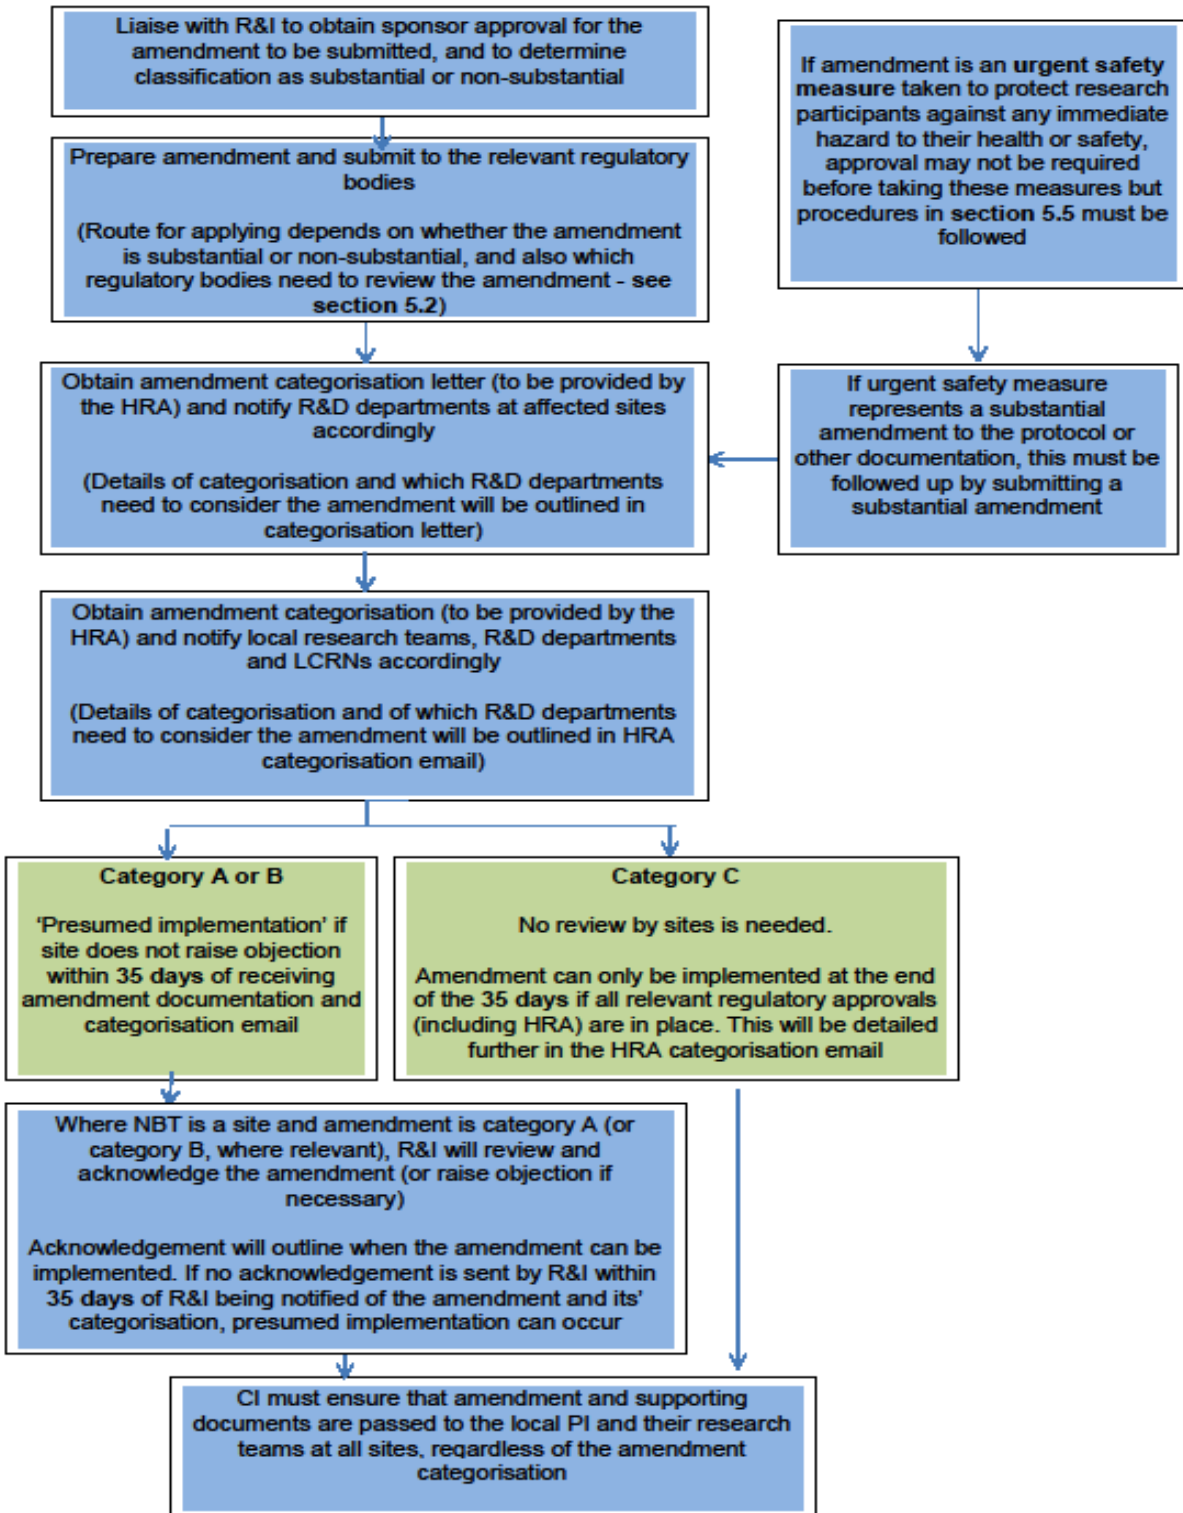 Liaise with R&I to obtain sponsor approval for the
amendment to be submitted, and to determine
classification as substantial or non-substantial
If amendment is an urgent safety
measure taken to protect research
participants against any immediate
hazard to their health or safety,
approval may not be required
before taking these measures but
procedures in section 5.5 must be
followed
Prepare amendment and submit to the relevant regulatory
bodies
(Route for applying depends on whether the amendment
is substantial or non-substantial, and also which
regulatory bodies need to review the amendment - see
section 5.2)
Obtain amendment categorisation letter (to be provided by
the HRA) and notify R&D departments at affected sites
accordingly
(Details of categorisation and which R&D departments
need to consider the amendment will be outlined in
categorisation letter)
If urgent safety measure
represents a substantial
amendment to the protocol or
other documentation, this must be
followed up by submitting a
substantial amendment
Obtain amendment categorisation (to be provided by the
HRA) and notify local research teams, R&D departments
and LCRNs accordingly
(Details of categorisation and of which R&D departments
need to consider the amendment will be outlined in HRA
categorisation email)
Category A or B
‘Presumed implementation’ if
site does not raise objection
within 35 days of receiving
amendment documentation and
categorisation email
Category C
No review by sites is needed.
Amendment can only be implemented at the end
of the 35 days if all relevant regulatory approvals
(including HRA) are in place. This will be detailed
further in the HRA categorisation email
Where NBT is a site and amendment is category A (or
category B, where relevant), R&I will review and
acknowledge the amendment (or raise objection if
necessary)
Acknowledgement will outline when the amendment can be
implemented. If no acknowledgement is sent by R&I within
35 days of R&I being notified of the amendment and its’
categorisation, presumed implementation can occur
CI must ensure that amendment and supporting
documents are passed to the local PI and their research
teams at all sites, regardless of the amendment
categorisation